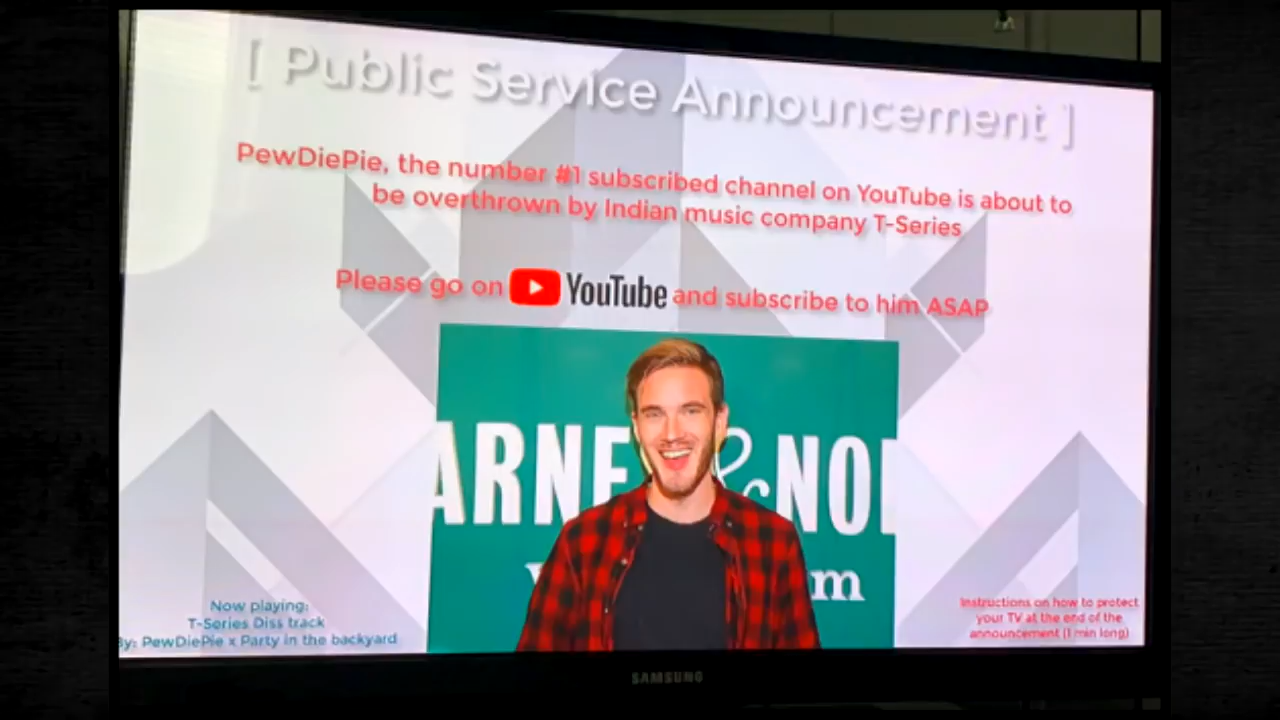 [ Public Service Announcement ]
PewDiePie, the number #1 subscribed channel on YouTube is about to
be overthrown by Indian music company T-Series
Please go on YouTube and subscribe to him ASAP
ARNE & NOI
m
Now playing:
T-Series Diss track
By: PewDiePie x Party in the backyard
Instructions on how to protect
your TV at the end of the
announcement (1 min long)
SAMSUNG